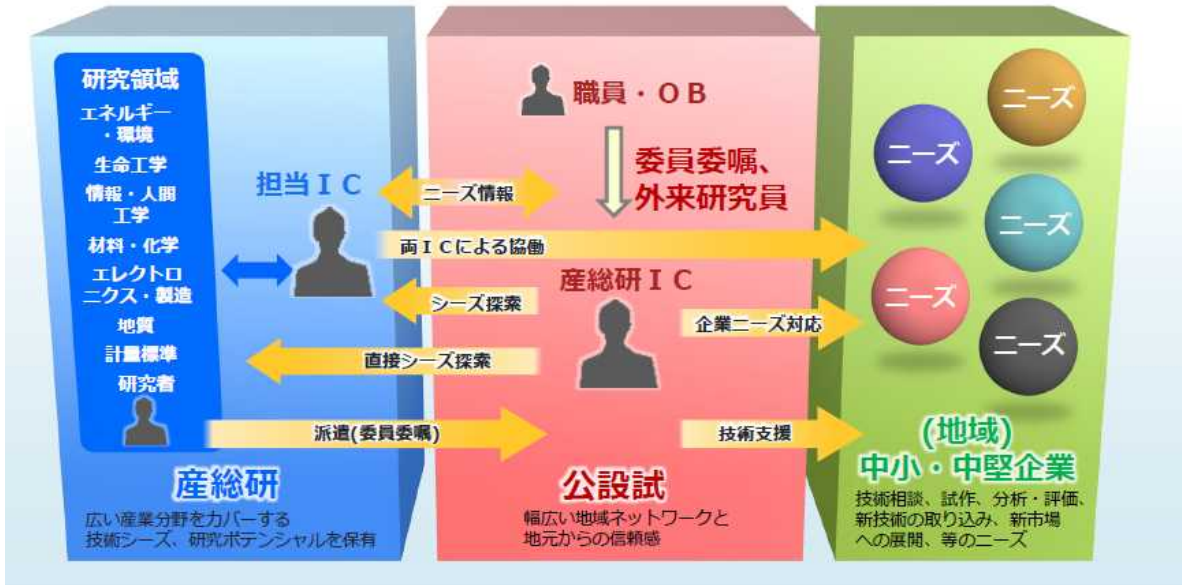 研究領域
エネルギー
・環境
生命工学
情報・人間
工学
材料・化学
エレクトロ
ニクス・製造
地質
計量標準
研究者
担当ＩＣ
産総研
広い産業分野を力バーする
技術シーズ、研究ポテンシャルを保有
職員・ＯＢ
委員委嘱、
外来研究員
ニーズ情報
両ＩＣによる協働
産総研ＩＣ
シーズ探索
企業ニーズ対応
直接シーズ探索
派遣(委員委嘱)
技術支援
公設試
幅広い地域ネットワークと
地元からの信頼感
ニーズ
ニーズ
ニーズ
ニーズ
ニーズ
(地域)
中小・中堅企業
技術相談、試作、分析・評価、
新技術の取り込み、新市場
への展開、等のニーズ